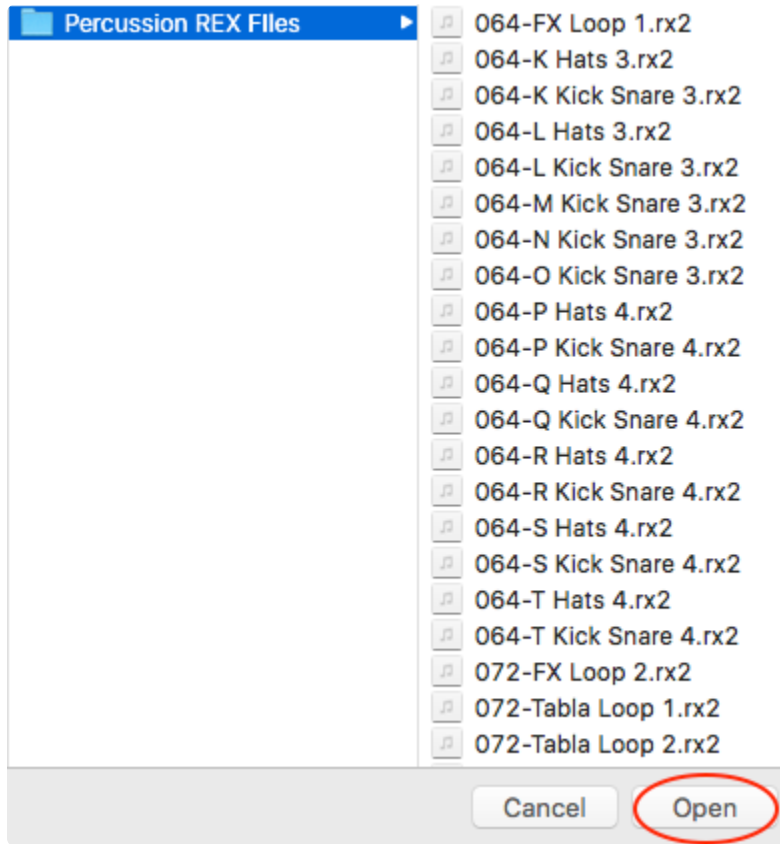 Percussion REX FIles
064-FX Loop 1.rx2
064-K Hats 3.rx2
064-K Kick Snare 3.rx2
064-L Hats 3.rx2
064-L Kick Snare 3.rx2
064-M Kick Snare 3.rx2
064-N Kick Snare 3.rx2
064-O Kick Snare 3.rx2
064-P Hats 4.rx2
064-P Kick Snare 4.rx2
064-Q Hats 4.rx2
064-Q Kick Snare 4.rx2
064-R Hats 4.rx2
064-R Kick Snare 4.rx2
064-S Hats 4.rx2
064-S Kick Snare 4.rx2
064-T Hats 4.rx2
064-T Kick Snare 4.rx2
072-FX Loop 2.rx2
072-Tabla Loop 1.rx2
072-Tabla Loop 2.rx2
Cancel Open